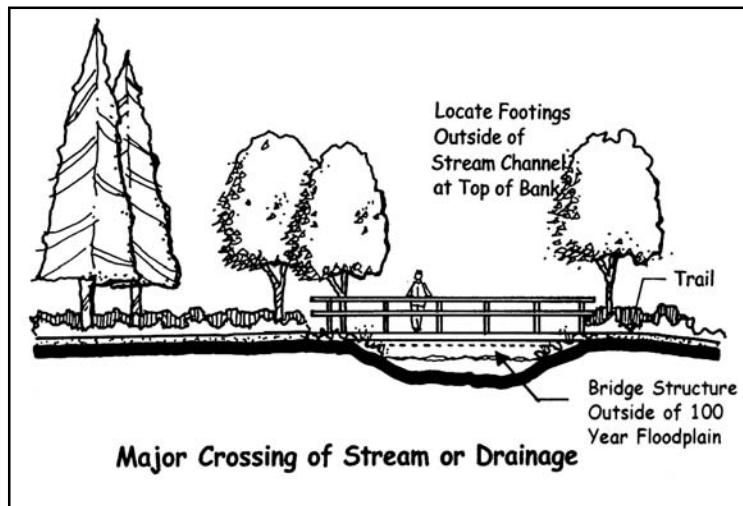 Locate Footings
Outside of
Stream Channel
at Top of Bank
Trail
Bridge Structure
Outside of 100
Year Floodplain
Major Crossing of Stream or Drainage